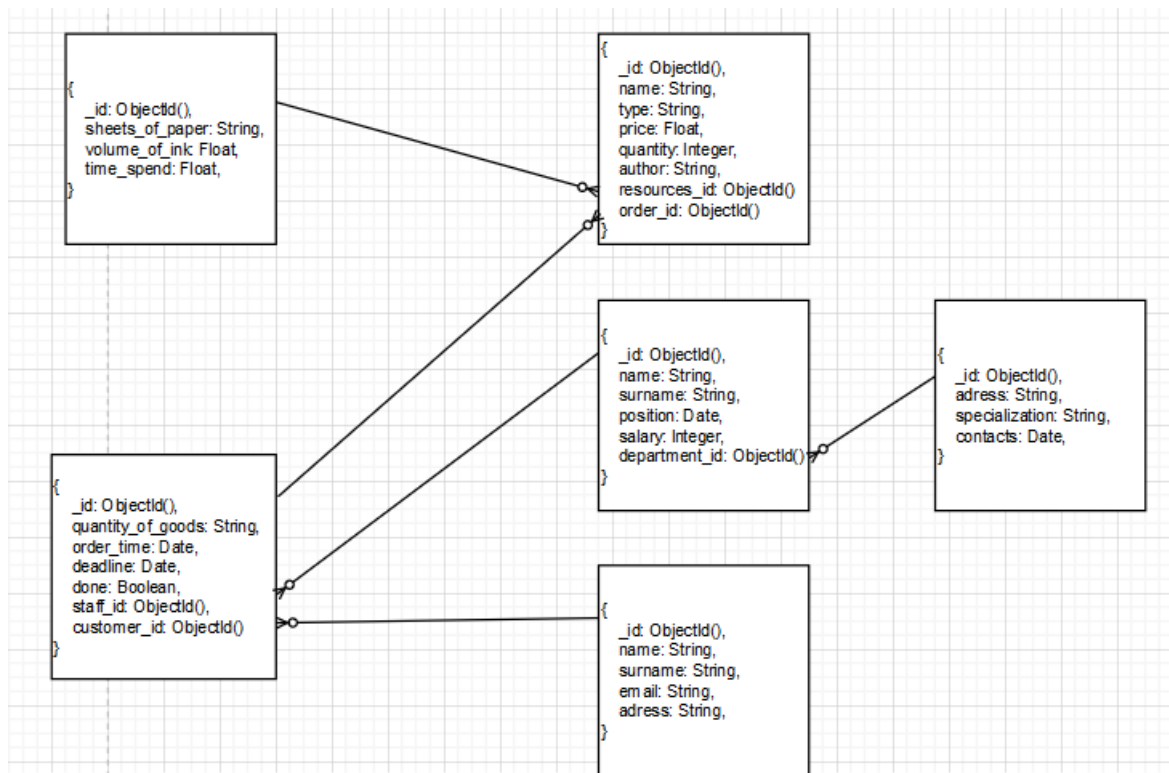 {
_id: ObjectId(),
sheets_of_paper: String,
volume_of_ink: Float,
time_spend: Float,
}
{
_id: ObjectId(),
name: String,
type: String,
price: Float,
quantity: Integer,
author: String,
resources_id: ObjectId()
order_id: ObjectId()
}
{
_id: ObjectId(),
name: String,
surname: String,
position: Date,
salary: Integer,
department_id: ObjectId()
}
{
_id: ObjectId(),
adress: String,
specialization: String,
contacts: Date,
}
{
_id: ObjectId(),
quantity_of_goods: String,
order_time: Date,
deadline: Date,
done: Boolean,
staff_id: ObjectId(),
customer_id: ObjectId()
}
{
_id: ObjectId(),
name: String,
surname: String,
email: String,
adress: String,
}